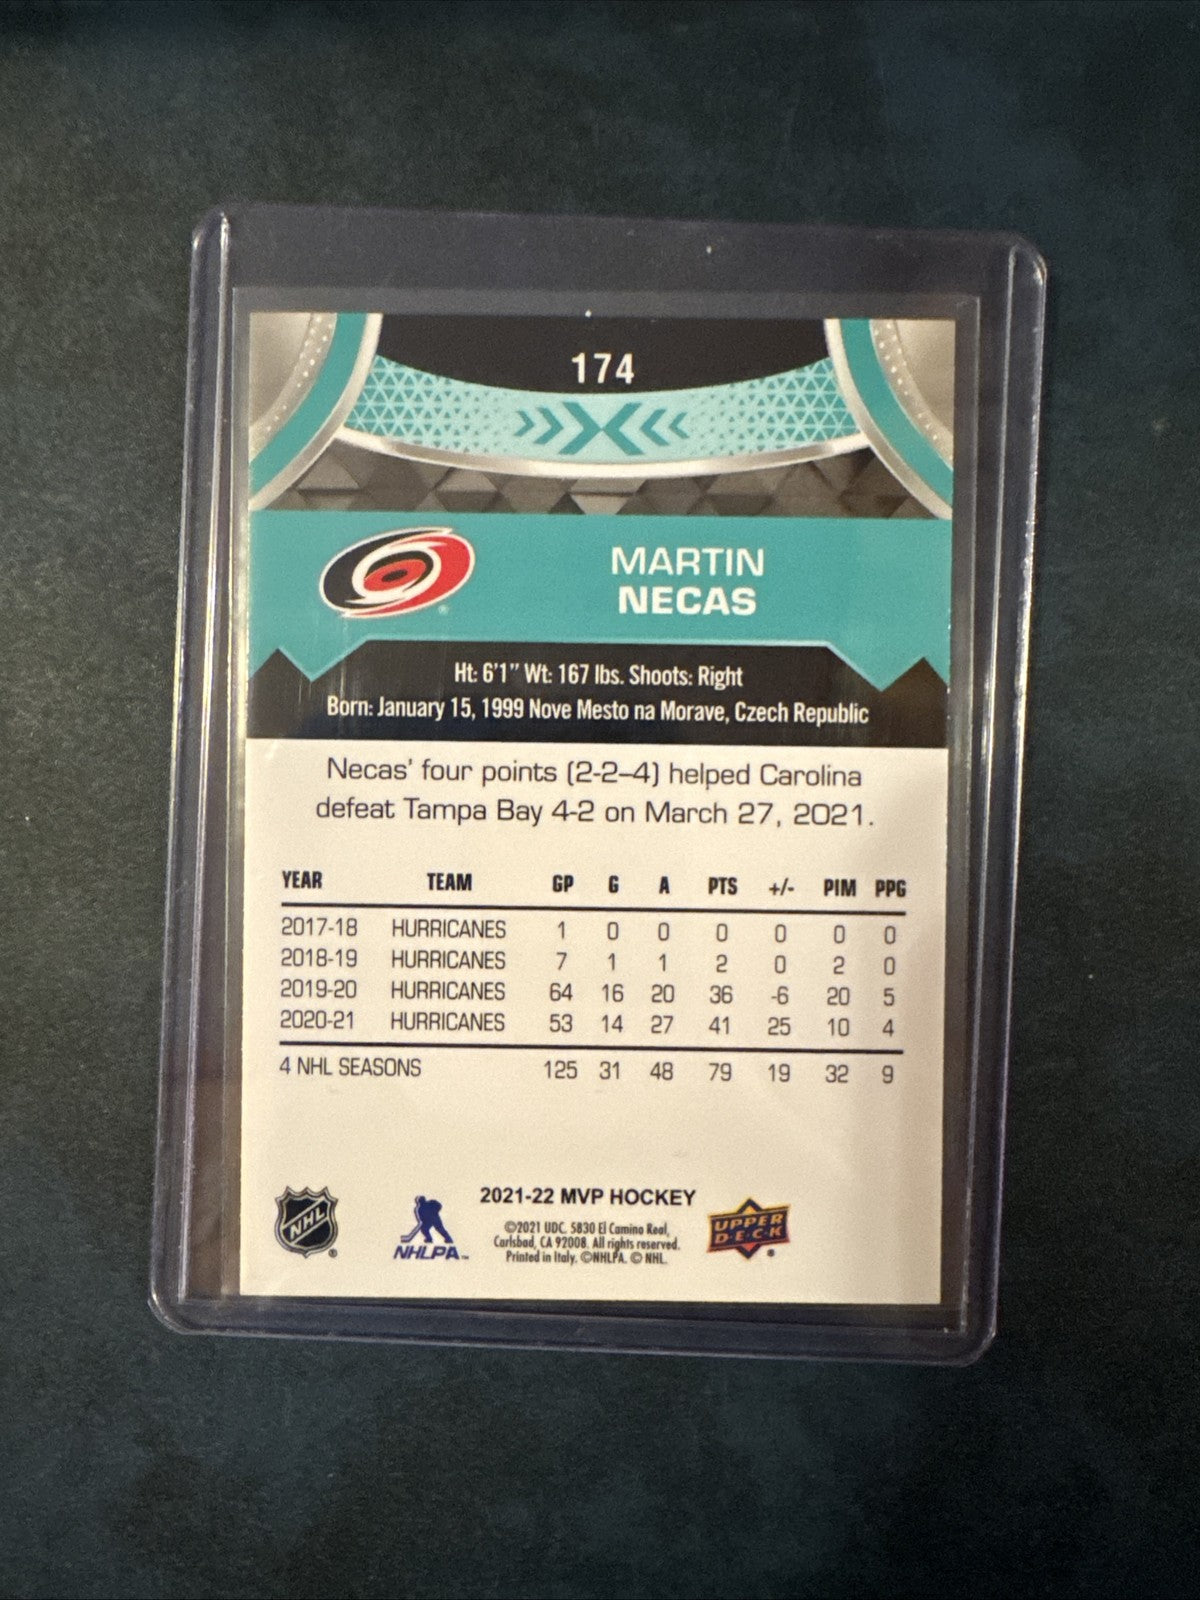 174
MARTIN
NECAS
Ht: 6'1" Wt: 167 lbs. Shoots: Right
Born: January 15, 1999 Nove Mesto na Morave, Czech Republic
Necas' four points (2-2–4) helped Carolina
defeat Tampa Bay 4-2 on March 27, 2021.
YEAR TEAM GP G A PTS +/- PIM PPG
2017-18 HURRICANES 1 0 0 0 0 0 0
2018-19 HURRICANES 7 1 1 2 0 2 0
2019-20 HURRICANES 64 16 20 36 -6 20 5
2020-21 HURRICANES 53 14 27 41 25 10 4
4 NHL SEASONS 125 31 48 79 19 32 9
NHL ®
NHLPA™
2021-22 MVP HOCKEY
©2021 UDC. 5830 El Camino Real,
Carlsbad, CA 92008. All rights reserved.
Printed in Italy. ©NHLPA. © NHL.
UPPER
DECK ®